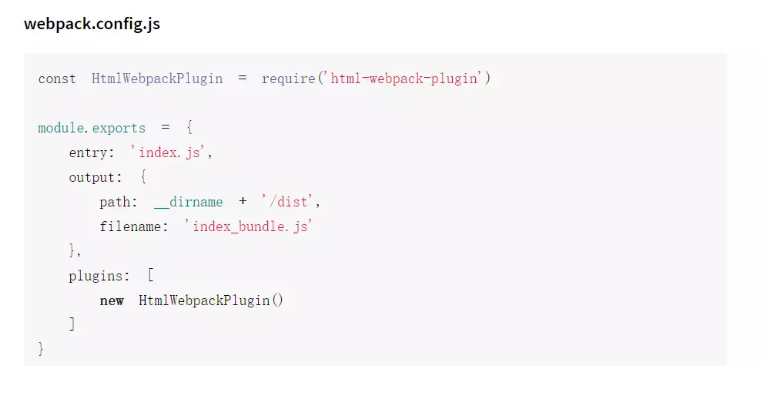 webpack.config.js
const HtmlWebpackPlugin = require('html-webpack-plugin')
module.exports = {
entry: 'index.js',
output: {
path: __dirname + '/dist',
filename: 'index_bundle.js'
},
plugins: [
new HtmlWebpackPlugin()
]
}